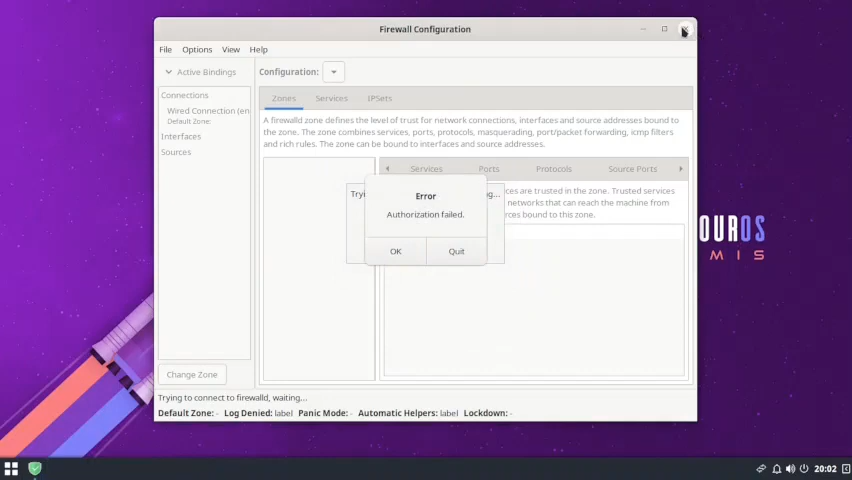 Firewall Configuration
File Options View Help
Active Bindings
Configuration:
Connections
Wired Connection (en
Default Zone:
Interfaces
Sources
Zones Services IPSets
A firewalld zone defines the level of trust for network connections, interfaces and source addresses bound to
the zone. The zone combines services, ports, protocols, masquerading, port/packet forwarding, icmp filters
and rich rules. The zone can be bound to interfaces and source addresses.
Services Ports Protocols Source Ports
ces are trusted in the zone. Trusted services
networks that can reach the machine from
rces bound to this zone.
Tryi
g...
Error
Authorization failed.
OK Quit
Change Zone
Trying to connect to firewalld, waiting...
Default Zone: - Log Denied: label Panic Mode: - Automatic Helpers: label Lockdown: -
OUROS
MIS
20:02